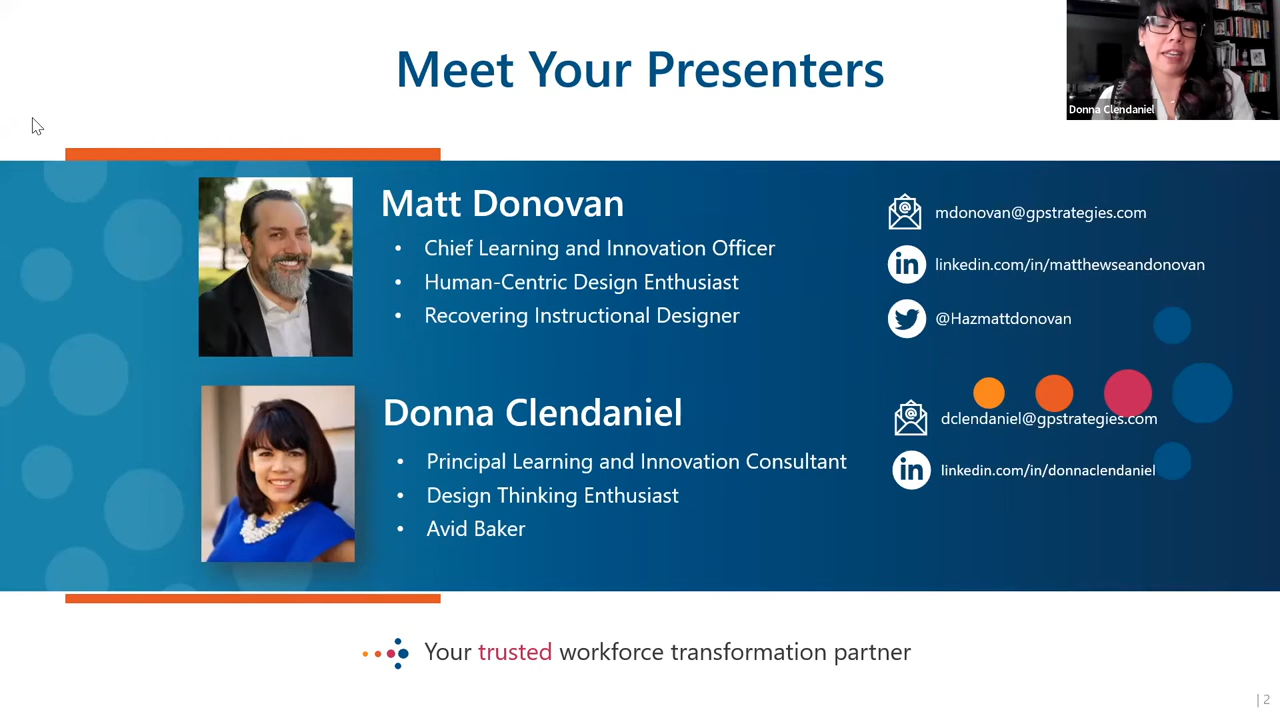 Meet Your Presenters
Donna Clendaniel
Matt Donovan
• Chief Learning and Innovation Officer
• Human-Centric Design Enthusiast
• Recovering Instructional Designer
mdonovan@gpstrategies.com
linkedin.com/in/matthewseandonovan
@Hazmattdonovan
Donna Clendaniel
• Principal Learning and Innovation Consultant
• Design Thinking Enthusiast
• Avid Baker
dclendaniel@gpstrategies.com
linkedin.com/in/donnaclendaniel
Your trusted workforce transformation partner
| 2